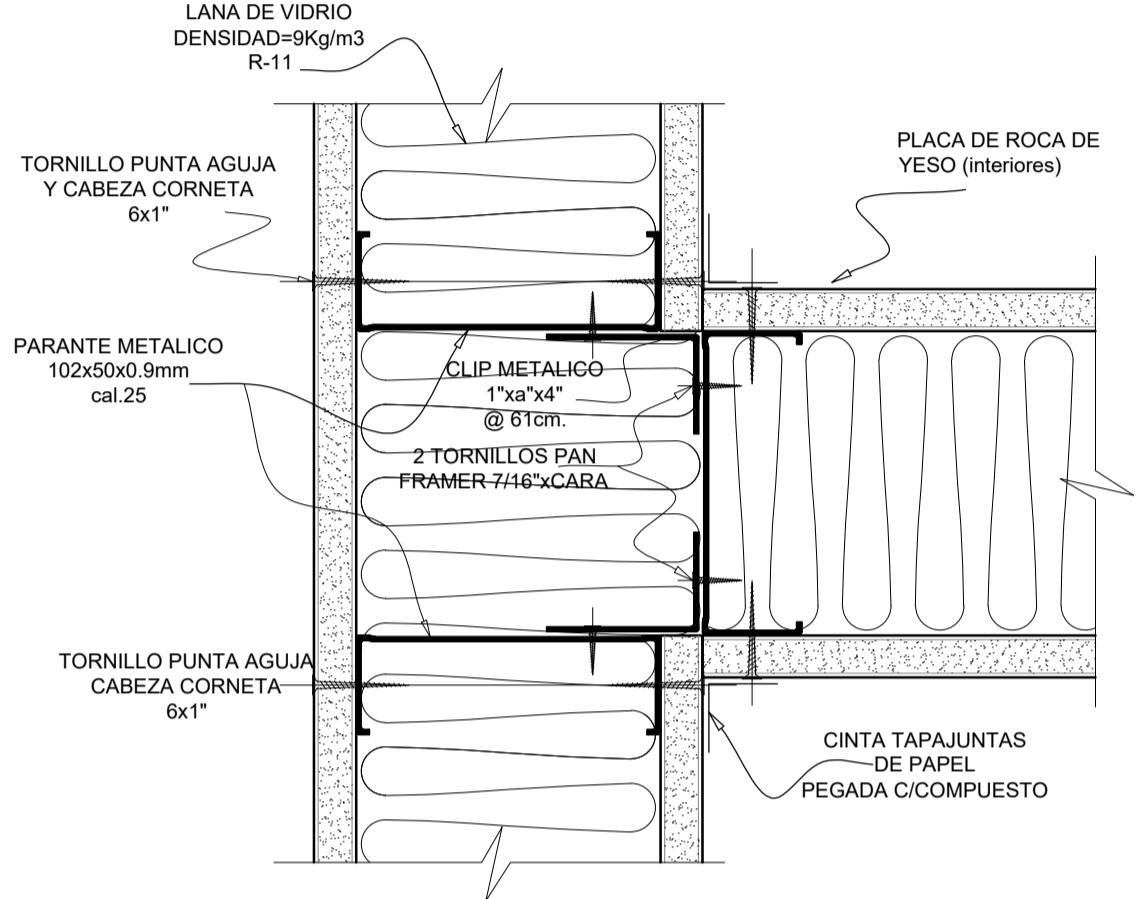 LANA DE VIDRIO
DENSIDAD=9Kg/m3
R-11
TORNILLO PUNTA AGUJA
Y CABEZA CORNETA
6x1"
PLACA DE ROCA DE
YESO (interiores)
PARANTE METALICO
102x50x0.9mm
cal.25
CLIP METALICO
1"xa"x4"
@ 61cm.
2 TORNILLOS PAN
FRAMER 7/16"xCARA
TORNILLO PUNTA AGUJA
CABEZA CORNETA
6x1"
CINTA TAPAJUNTAS
DE PAPEL
PEGADA C/COMPUESTO